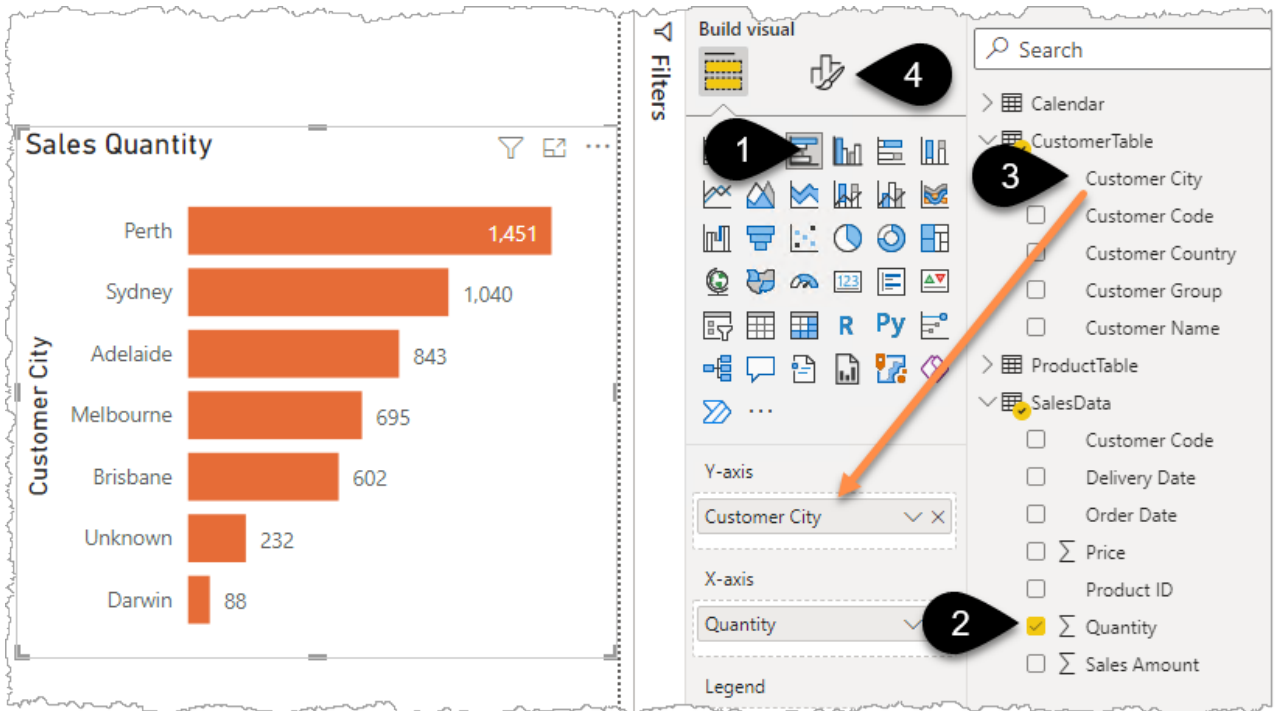 Sales Quantity
Customer City
Perth
1,451
Sydney
1,040
Adelaide
843
Melbourne
695
Brisbane
602
Unknown
232
Darwin
88
Filters
Build visual
4
1
123
R
Py
Y-axis
Customer City
X-axis
Quantity
Legend
Search
Calendar
CustomerTable
3
Customer City
Customer Code
Customer Country
Customer Group
Customer Name
ProductTable
SalesData
Customer Code
Delivery Date
Order Date
Σ Price
Product ID
2
Σ Quantity
Σ Sales Amount